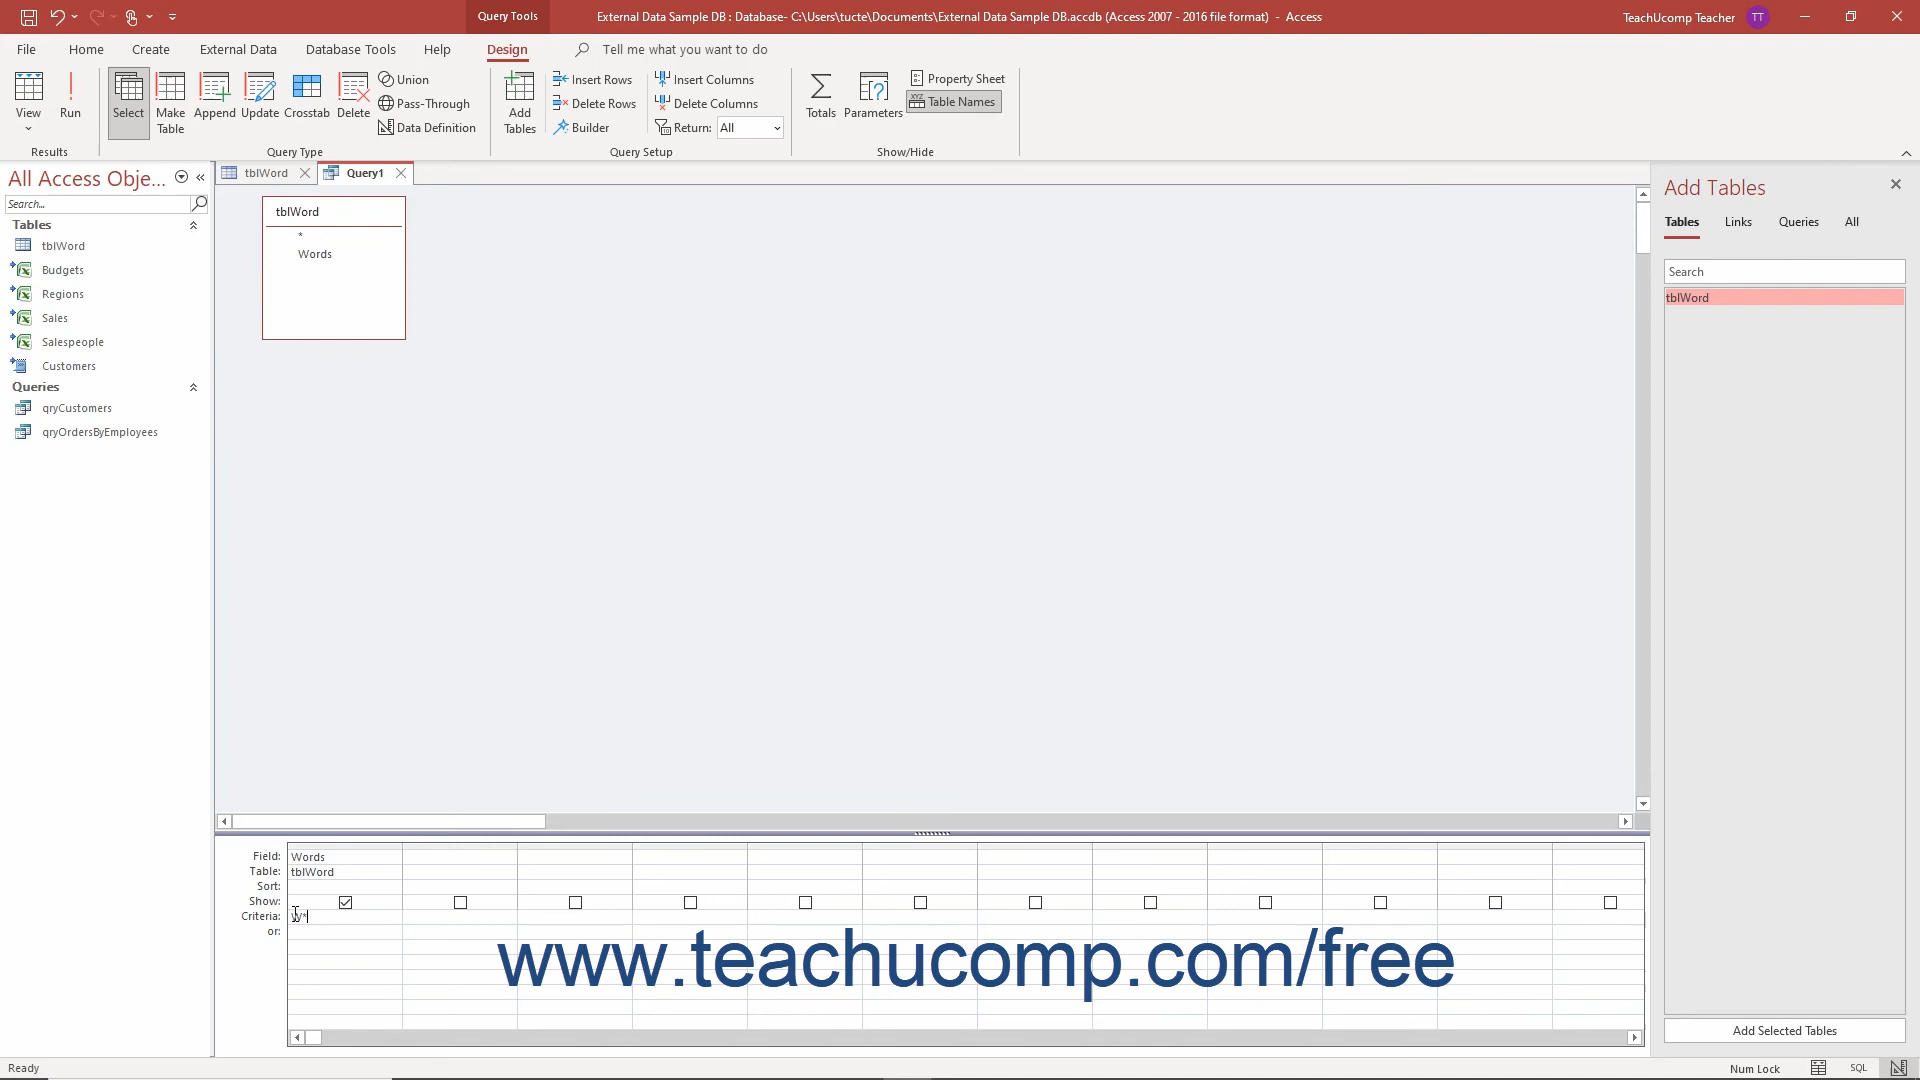 Query Tools
External Data Sample DB : Database- C:\Users\tucte\Documents\External Data Sample DB.accdb (Access 2007 - 2016 file format) - Access
TeachUcomp Teacher TT
File Home Create External Data Database Tools Help Design Tell me what you want to do
View
Run
Results
Select
Make Table
Append
Update
Crosstab
Delete
Union
Pass-Through
Data Definition
Query Type
Add Tables
Insert Rows
Delete Rows
Builder
Insert Columns
Delete Columns
Return: All
Query Setup
Totals
Parameters
Property Sheet
XYZ Table Names
Show/Hide
All Access Obje...
Search...
Tables
tblWord
Budgets
Regions
Sales
Salespeople
Customers
Queries
qryCustomers
qryOrdersByEmployees
tblWord
Query1
tblWord
*
Words
Field: Words
Table: tblWord
Sort:
Show:
Criteria: W*
or:
www.teachucomp.com/free
Add Tables
Tables Links Queries All
Search
tblWord
Add Selected Tables
Ready
Num Lock
SQL